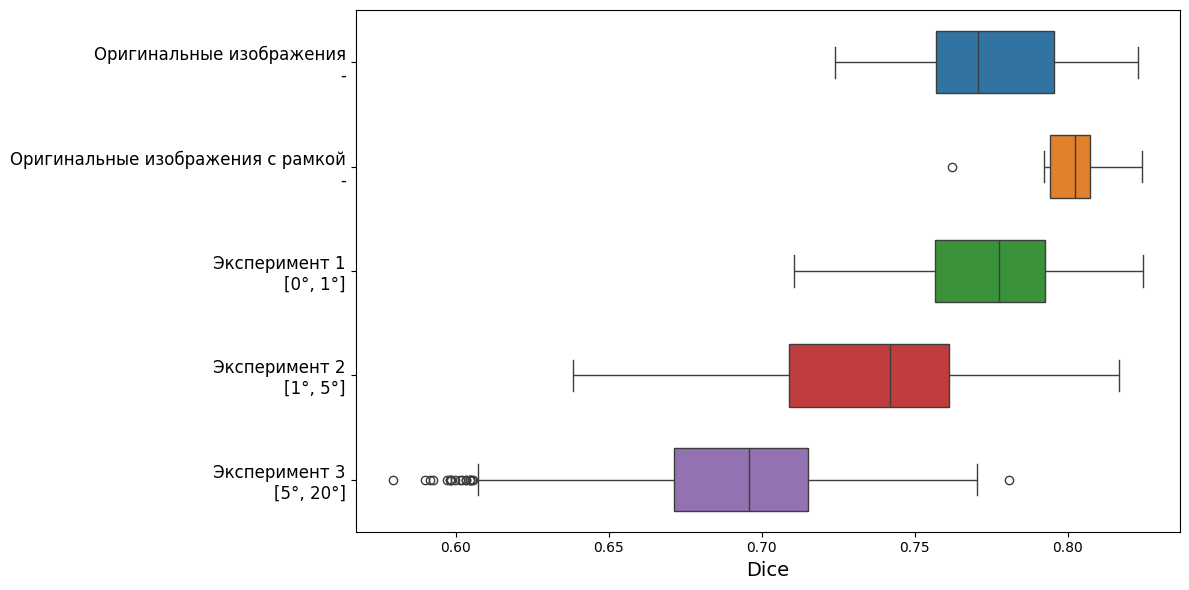 Оригинальные изображения
-
Оригинальные изображения с рамкой
-
Эксперимент 1
[0°, 1°]
Эксперимент 2
[1°, 5°]
Эксперимент 3
[5°, 20°]
0.60 0.65 0.70 0.75 0.80
Dice